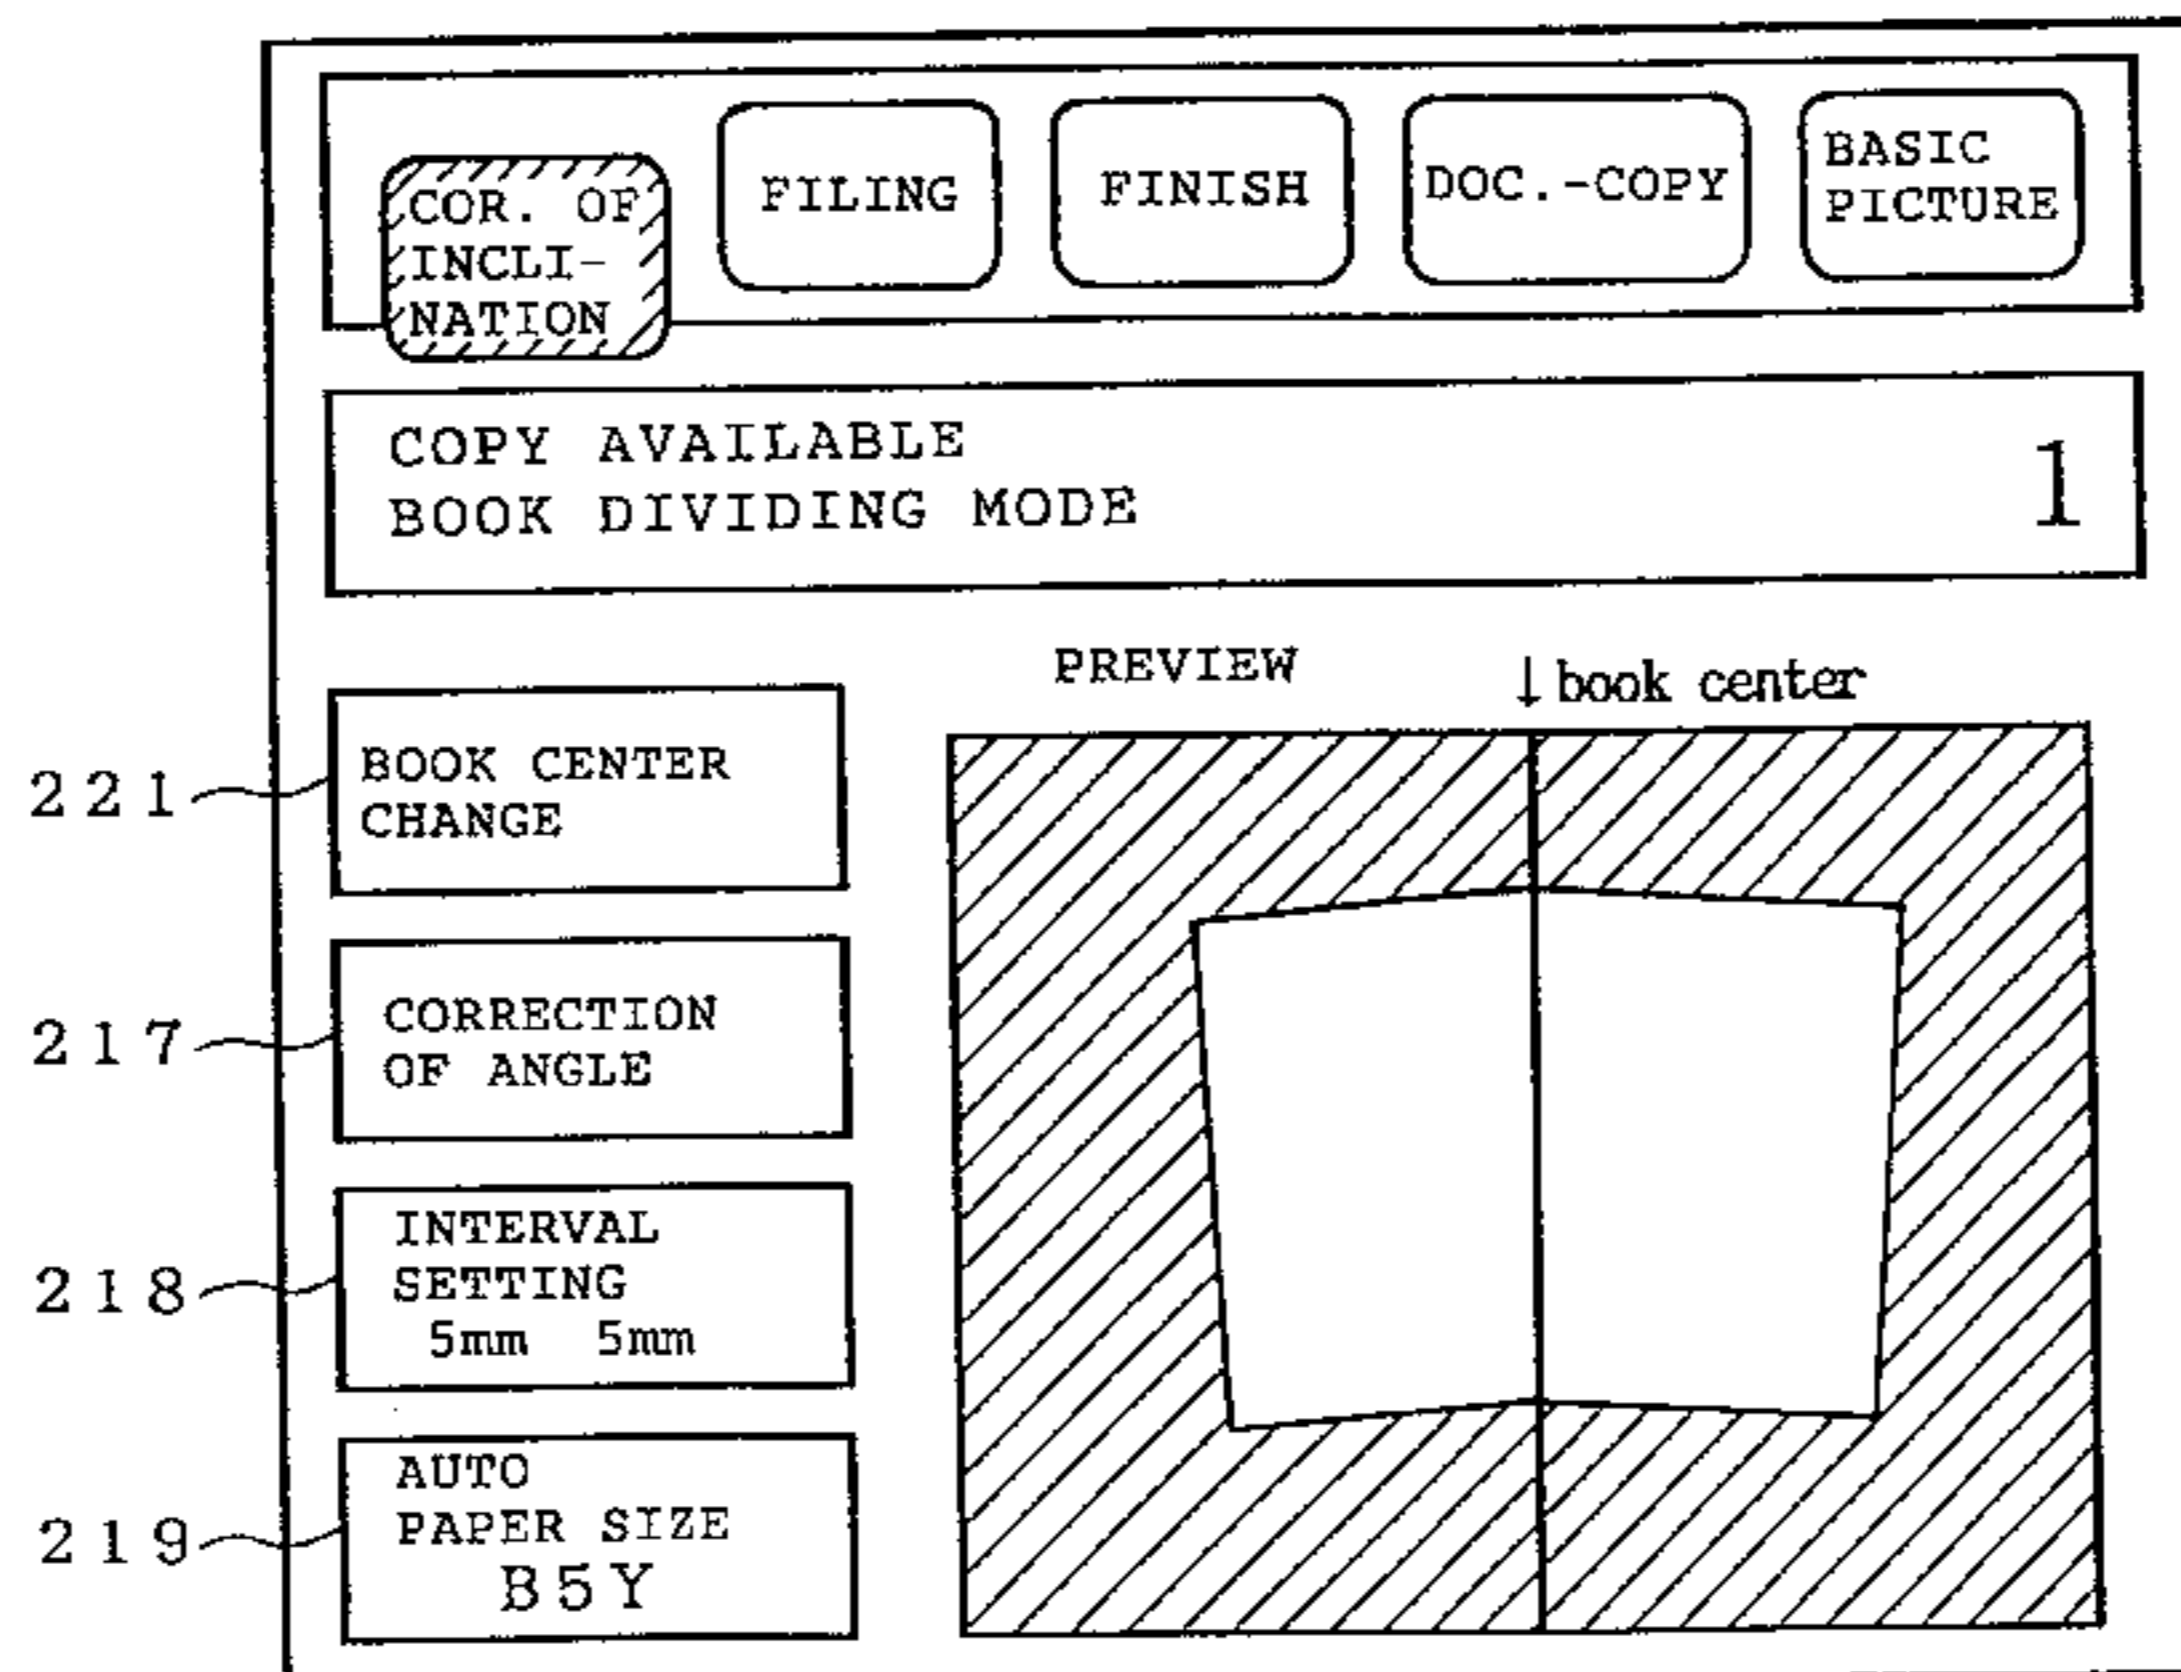 COR. OF
INCLI-
NATION
FILING
FINISH
DOC.-COPY
BASIC
PICTURE
COPY AVAILABLE
BOOK DIVIDING MODE
1
PREVIEW
↓ book center
221
BOOK CENTER
CHANGE
217
CORRECTION
OF ANGLE
218
INTERVAL
SETTING
5mm 5mm
219
AUTO
PAPER SIZE
B5Y